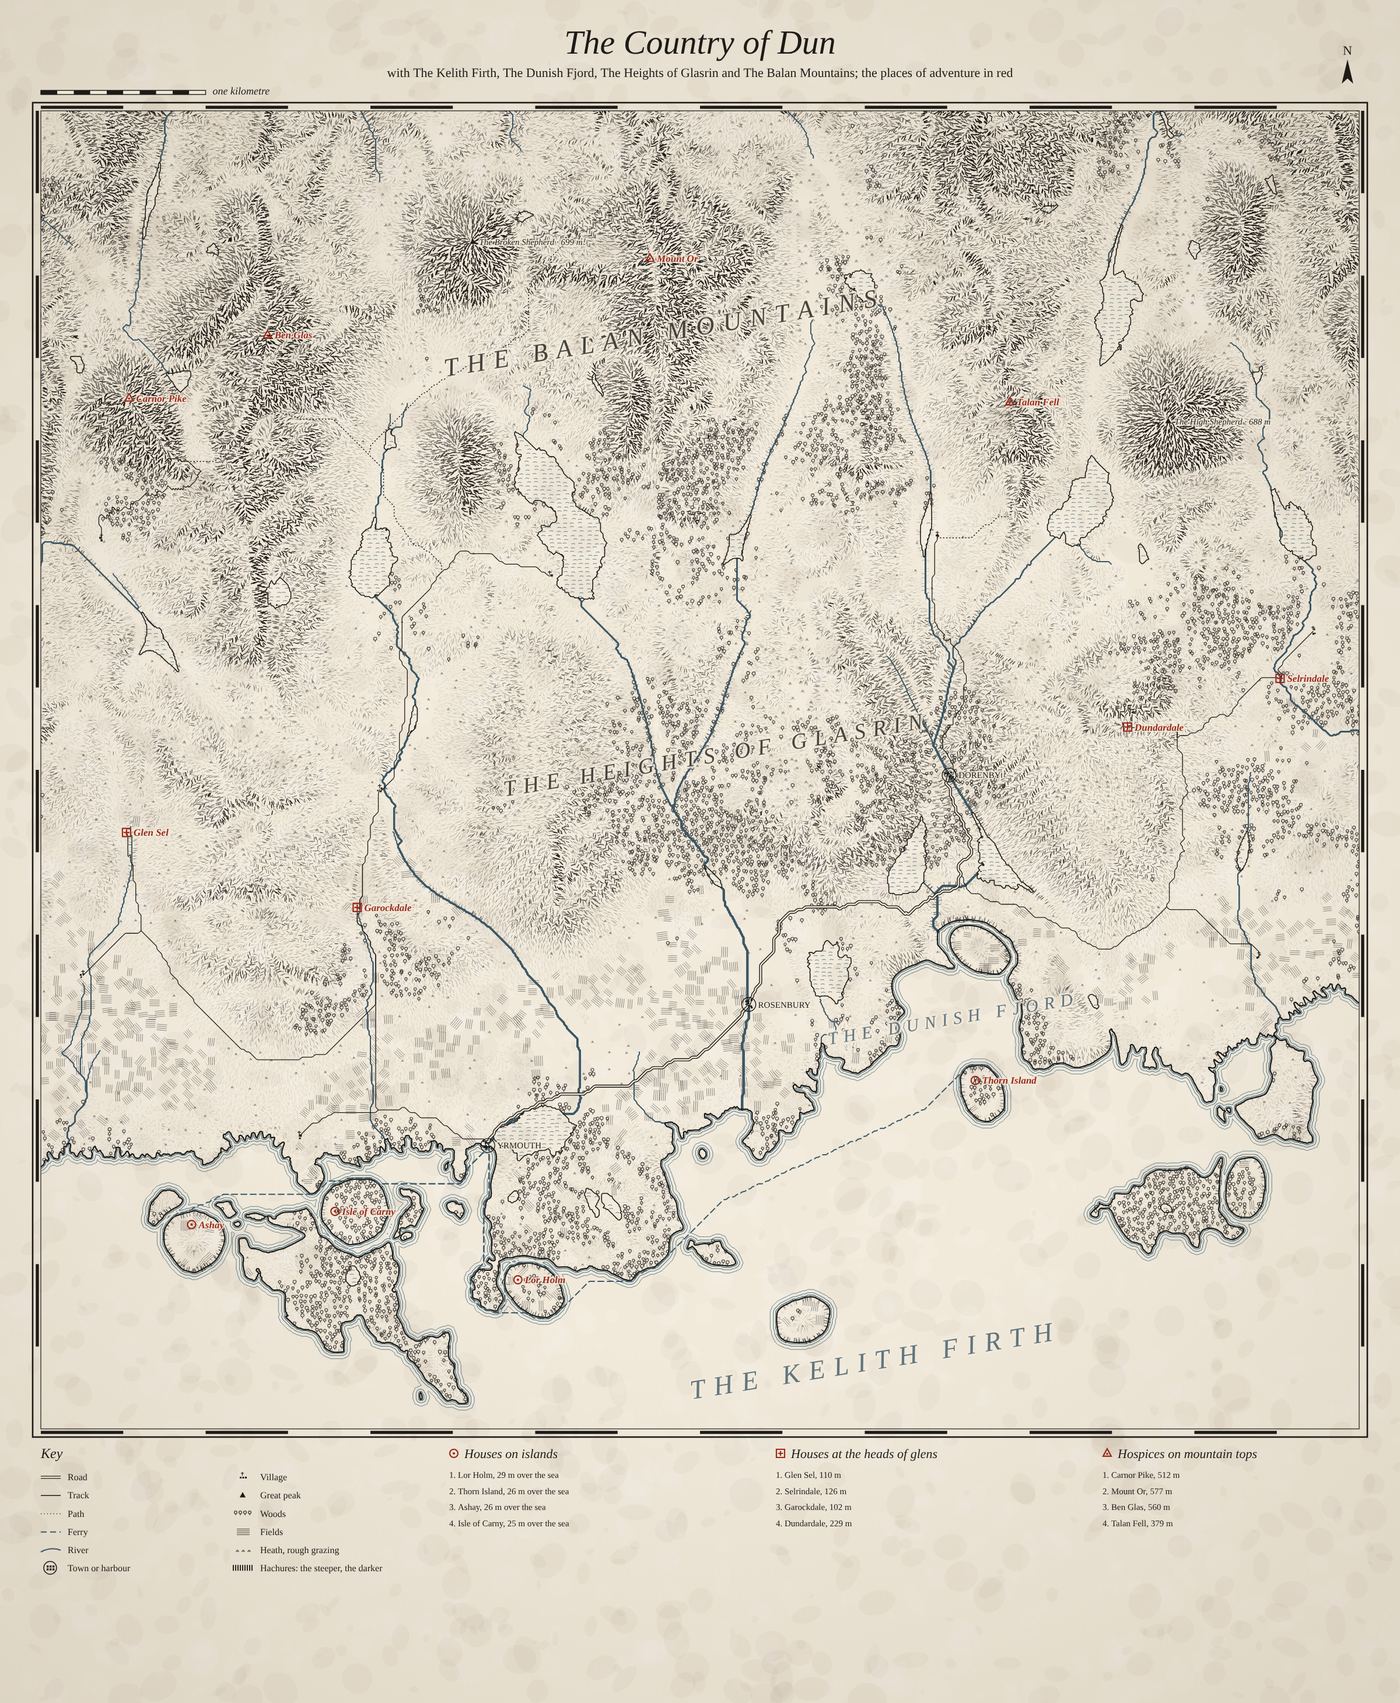 The Country of Dun
with The Kelith Firth, The Dunish Fjord, The Heights of Glasrin and The Balan Mountains; the places of adventure in red
N
one kilometre
The Broken Shepherd · 699 m
Mount Or
THE BALAN MOUNTAINS
Ben Glas
Carnor Pike
Talan Fell
The High Shepherd · 688 m
Selrindale
Dundardale
THE HEIGHTS OF GLASRIN
DORENBY
Glen Sel
Garockdale
ROSENBURY
THE DUNISH FJORD
Thorn Island
YRMOUTH
Isle of Carny
Ashay
Lor Holm
THE KELITH FIRTH
Key
Road
Track
Path
Ferry
River
Town or harbour
Village
Great peak
Woods
Fields
Heath, rough grazing
Hachures: the steeper, the darker
Houses on islands
1. Lor Holm, 29 m over the sea
2. Thorn Island, 26 m over the sea
3. Ashay, 26 m over the sea
4. Isle of Carny, 25 m over the sea
Houses at the heads of glens
1. Glen Sel, 110 m
2. Selrindale, 126 m
3. Garockdale, 102 m
4. Dundardale, 229 m
Hospices on mountain tops
1. Carnor Pike, 512 m
2. Mount Or, 577 m
3. Ben Glas, 560 m
4. Talan Fell, 379 m